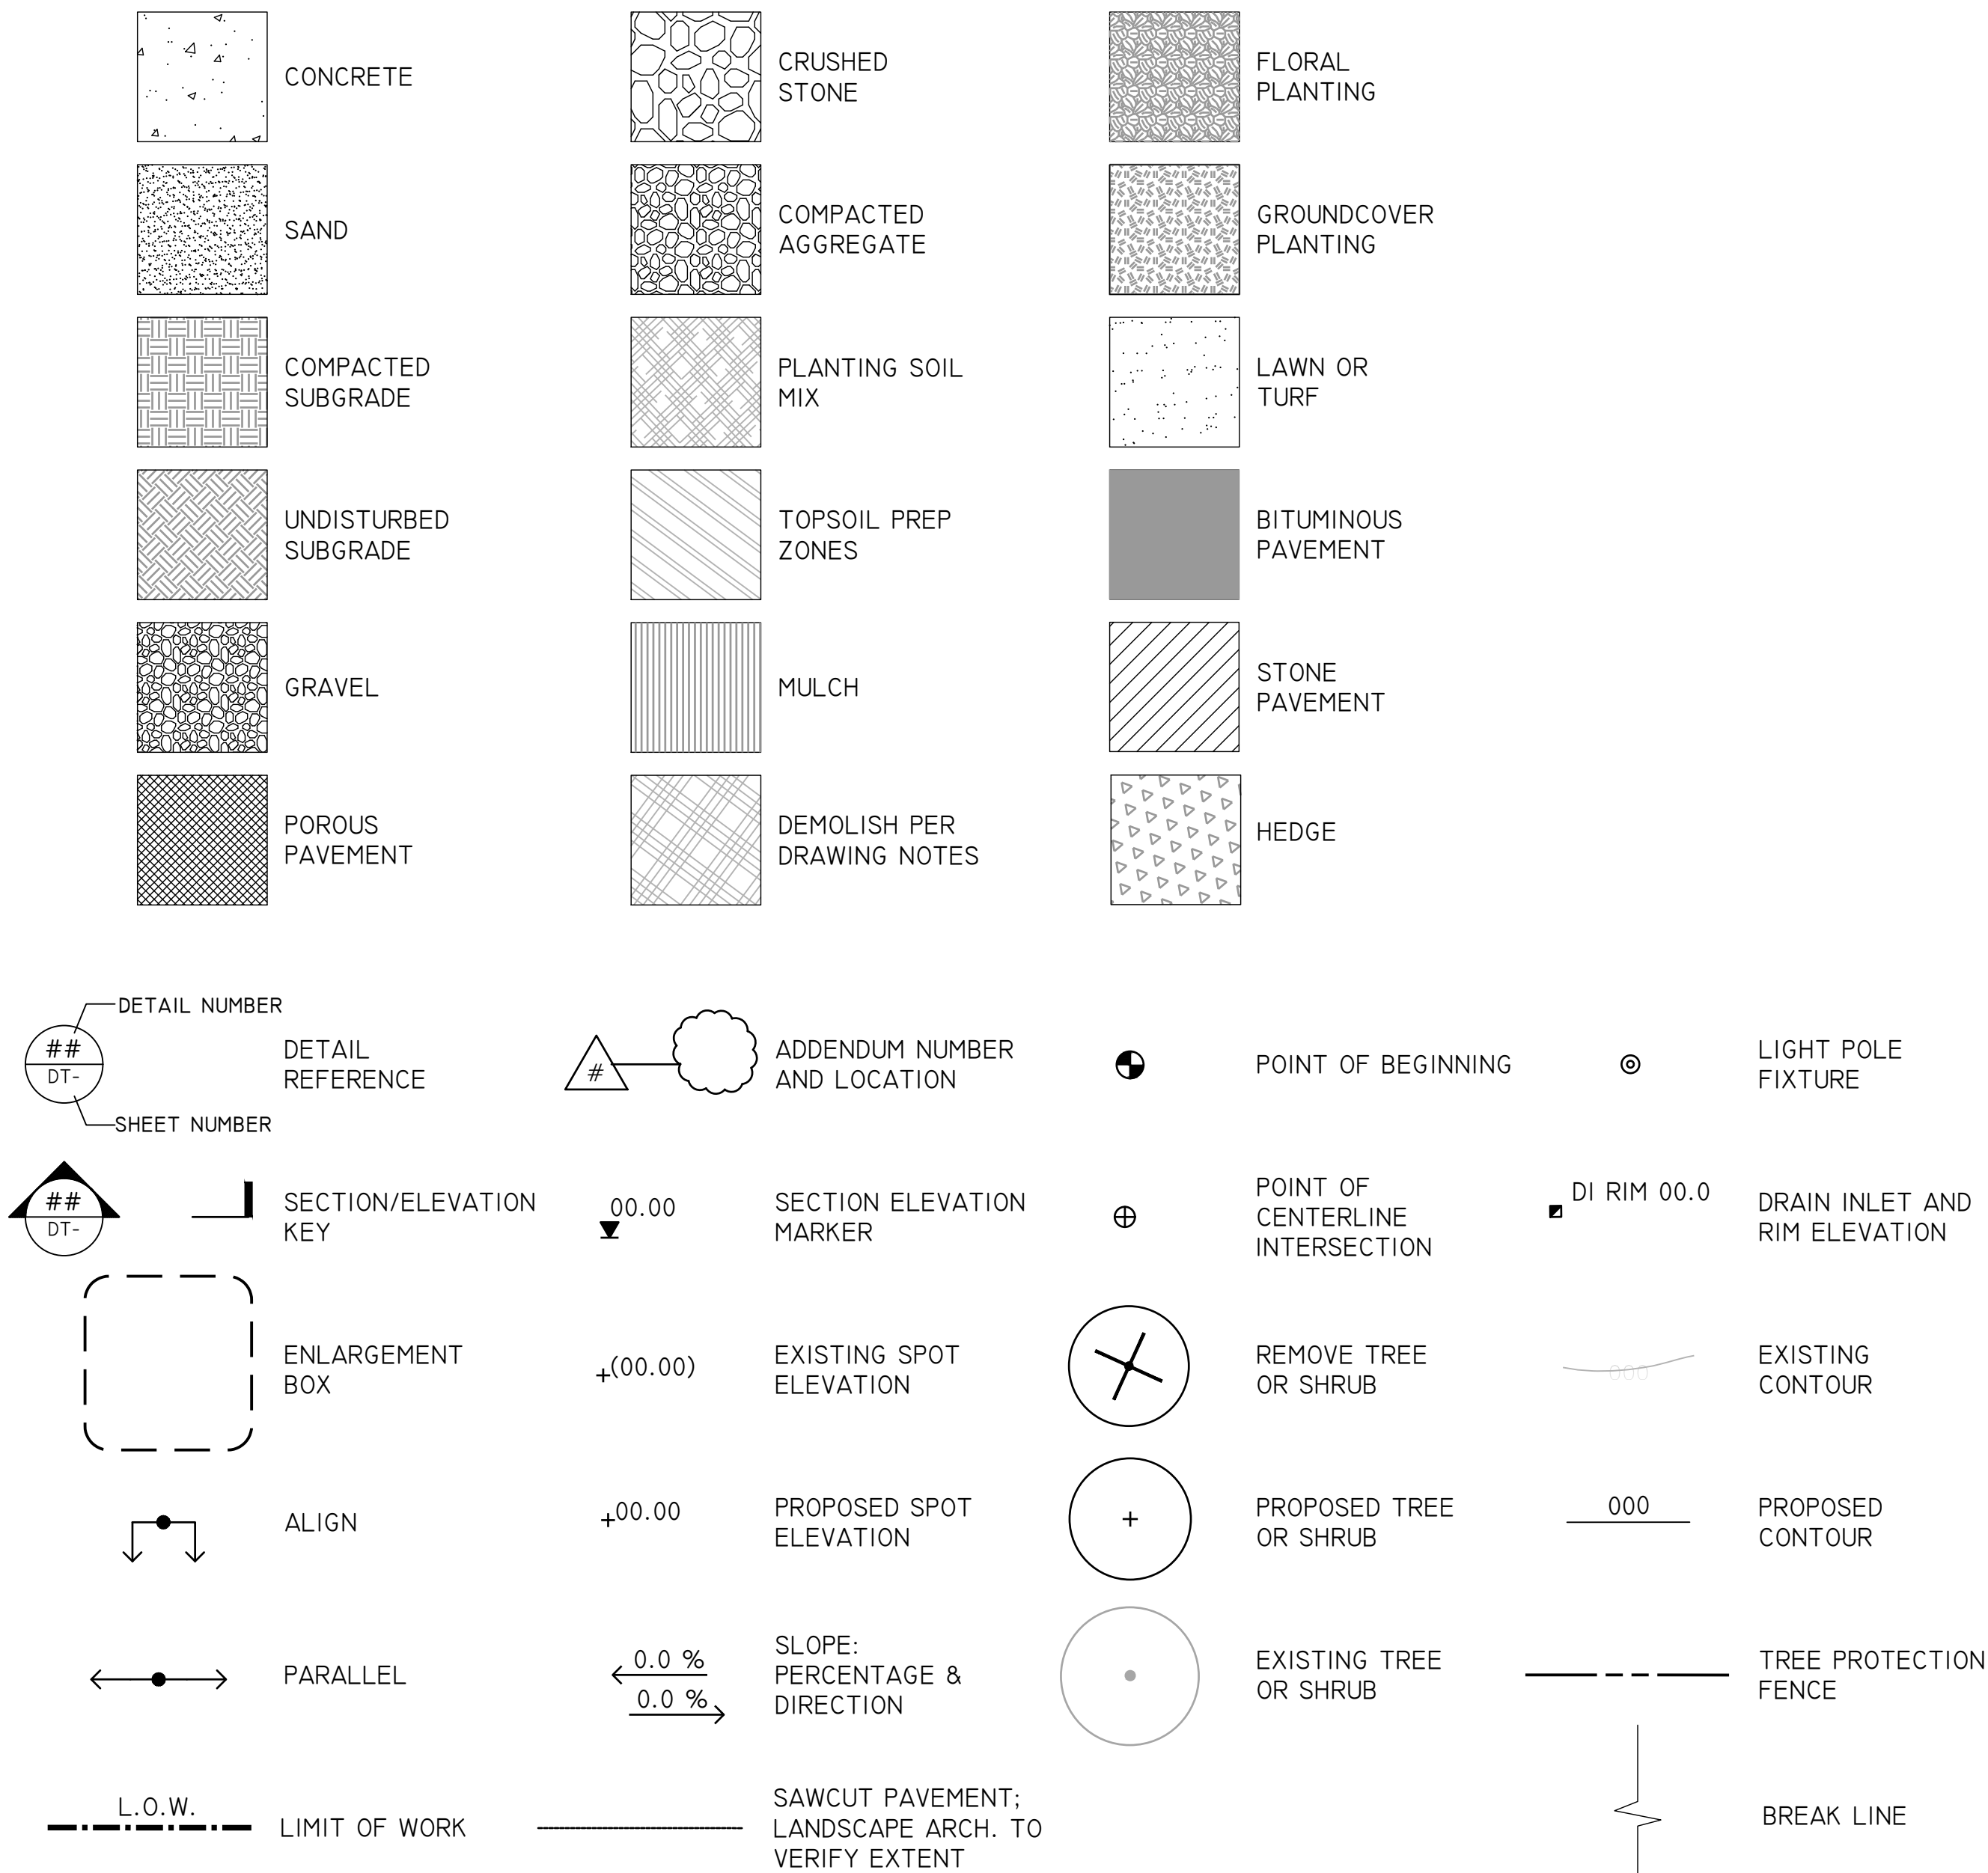 CONCRETE
CRUSHED
STONE
FLORAL
PLANTING
SAND
COMPACTED
AGGREGATE
GROUNDCOVER
PLANTING
COMPACTED
SUBGRADE
PLANTING SOIL
MIX
LAWN OR
TURF
UNDISTURBED
SUBGRADE
TOPSOIL PREP
ZONES
BITUMINOUS
PAVEMENT
GRAVEL
MULCH
STONE
PAVEMENT
POROUS
PAVEMENT
DEMOLISH PER
DRAWING NOTES
HEDGE
DETAIL NUMBER
##
DT-
SHEET NUMBER
DETAIL
REFERENCE
#
ADDENDUM NUMBER
AND LOCATION
POINT OF BEGINNING
LIGHT POLE
FIXTURE
##
DT-
SECTION/ELEVATION
KEY
00.00
SECTION ELEVATION
MARKER
POINT OF
CENTERLINE
INTERSECTION
DI RIM 00.0
DRAIN INLET AND
RIM ELEVATION
ENLARGEMENT
BOX
+(00.00)
EXISTING SPOT
ELEVATION
REMOVE TREE
OR SHRUB
000
EXISTING
CONTOUR
ALIGN
+00.00
PROPOSED SPOT
ELEVATION
PROPOSED TREE
OR SHRUB
000
PROPOSED
CONTOUR
PARALLEL
0.0 %
0.0 %
SLOPE:
PERCENTAGE &
DIRECTION
EXISTING TREE
OR SHRUB
TREE PROTECTION
FENCE
L.O.W.
LIMIT OF WORK
SAWCUT PAVEMENT;
LANDSCAPE ARCH. TO
VERIFY EXTENT
BREAK LINE